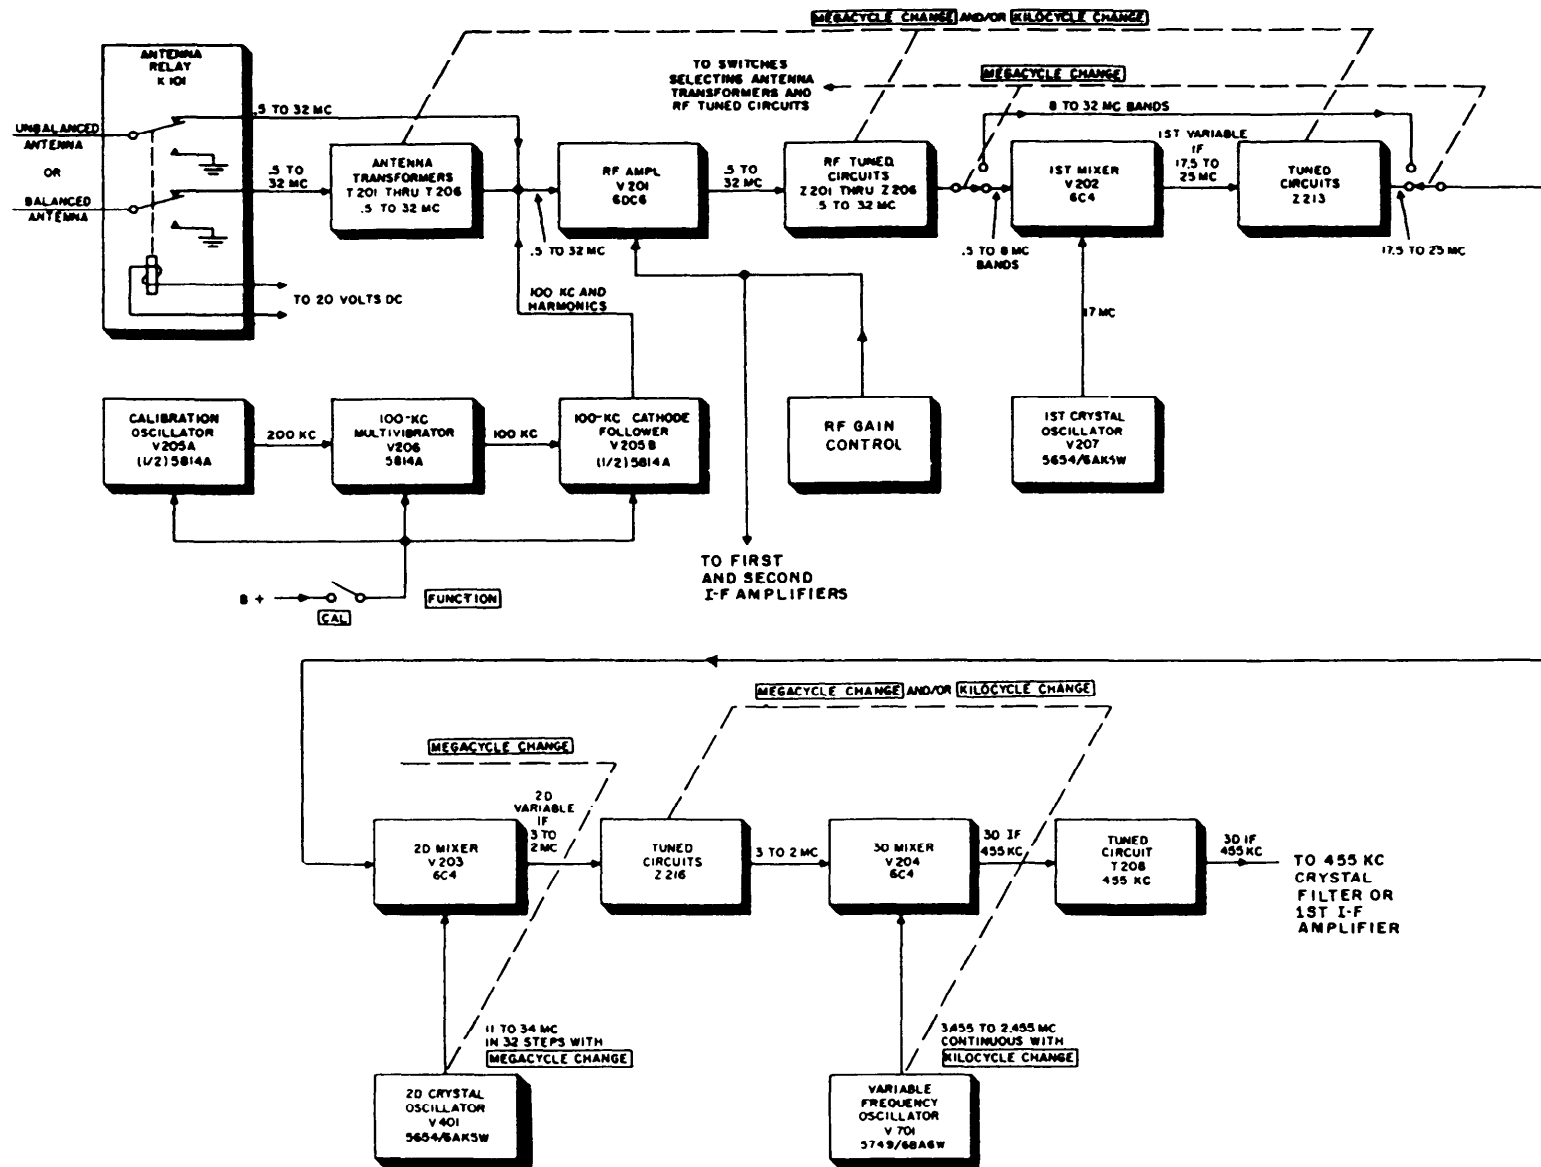 MEGACYCLE CHANGE AND/OR KILOCYCLE CHANGE
ANTENNA
RELAY
K 101
TO SWITCHES
SELECTING ANTENNA
TRANSFORMERS AND
RF TUNED CIRCUITS
MEGACYCLE CHANGE
UNBALANCED
ANTENNA
OR
BALANCED
ANTENNA
.5 TO 32 MC
.5 TO
32 MC
ANTENNA
TRANSFORMERS
T 201 THRU T 206
.5 TO 32 MC
RF AMPL
V 201
6DC6
.5 TO
32 MC
RF TUNED
CIRCUITS
Z 201 THRU Z 206
.5 TO 32 MC
8 TO 32 MC BANDS
1ST MIXER
V 202
6C4
1ST VARIABLE
IF
17.5 TO
25 MC
TUNED
CIRCUITS
Z 213
.5 TO 32 MC
.5 TO 8 MC
BANDS
17.5 TO 25 MC
TO 20 VOLTS DC
100 KC AND
HARMONICS
17 MC
CALIBRATION
OSCILLATOR
V205A
(1/2) 5814A
200 KC
100-KC
MULTIVIBRATOR
V206
5814A
100 KC
100-KC CATHODE
FOLLOWER
V 205B
(1/2) 5814A
RF GAIN
CONTROL
1ST CRYSTAL
OSCILLATOR
V207
5654/6AK5W
TO FIRST
AND SECOND
I-F AMPLIFIERS
B +
CAL
FUNCTION
MEGACYCLE CHANGE AND/OR KILOCYCLE CHANGE
MEGACYCLE CHANGE
2D MIXER
V 203
6C4
2D
VARIABLE
IF
3 TO
2 MC
TUNED
CIRCUITS
Z 216
3 TO 2 MC
3D MIXER
V 204
6C4
3D IF
455 KC
TUNED
CIRCUIT
T 208
455 KC
3D IF
455 KC
TO 455 KC
CRYSTAL
FILTER OR
1ST I-F
AMPLIFIER
11 TO 34 MC
IN 32 STEPS WITH
MEGACYCLE CHANGE
3.455 TO 2.455 MC
CONTINUOUS WITH
KILOCYCLE CHANGE
2D CRYSTAL
OSCILLATOR
V 401
5654/6AK5W
VARIABLE
FREQUENCY
OSCILLATOR
V 701
5749/6BA6W